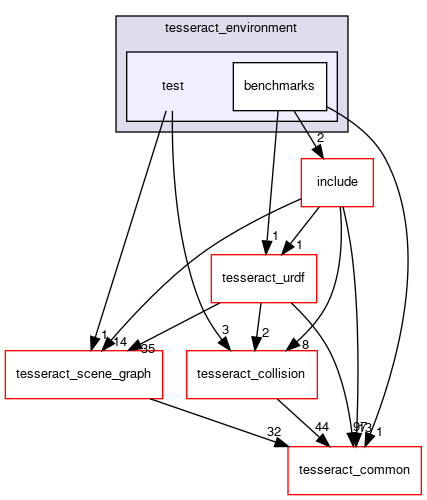 tesseract_environment
test
benchmarks
2
include
1
1
tesseract_urdf
1
14
35
3
2
8
tesseract_scene_graph
tesseract_collision
32
44
1
tesseract_common